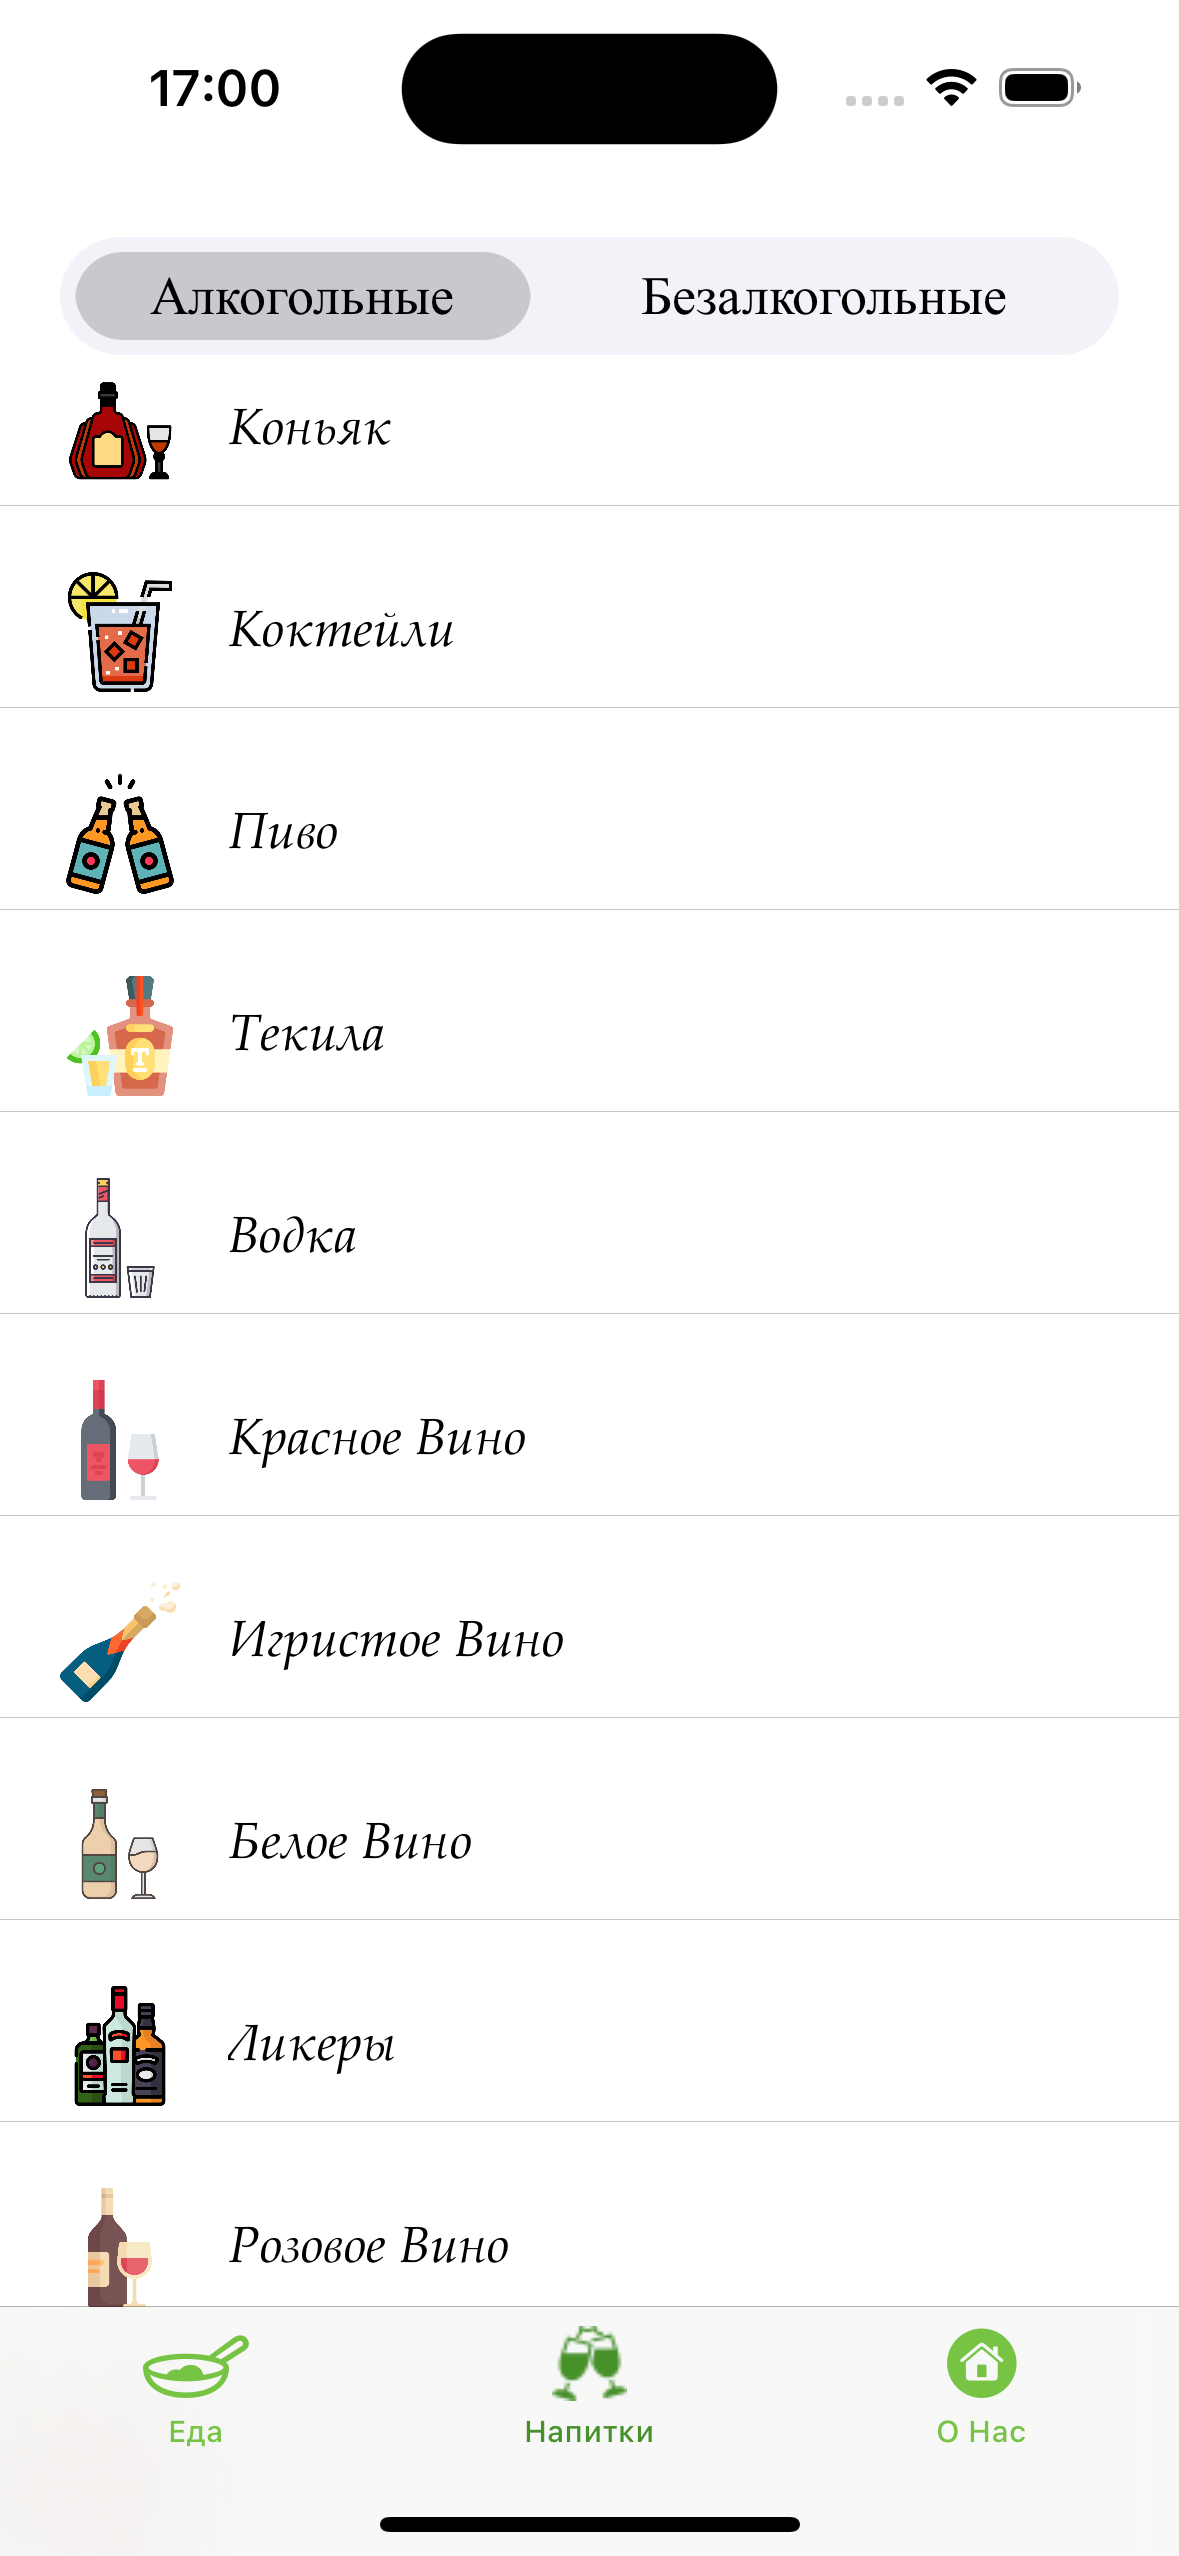 17:00
Алкогольные
Безалкогольные
Коньяк
Коктейли
Пиво
Текила
Водка
Красное Вино
Игристое Вино
Белое Вино
Ликеры
Розовое Вино
Еда
Напитки
О Нас